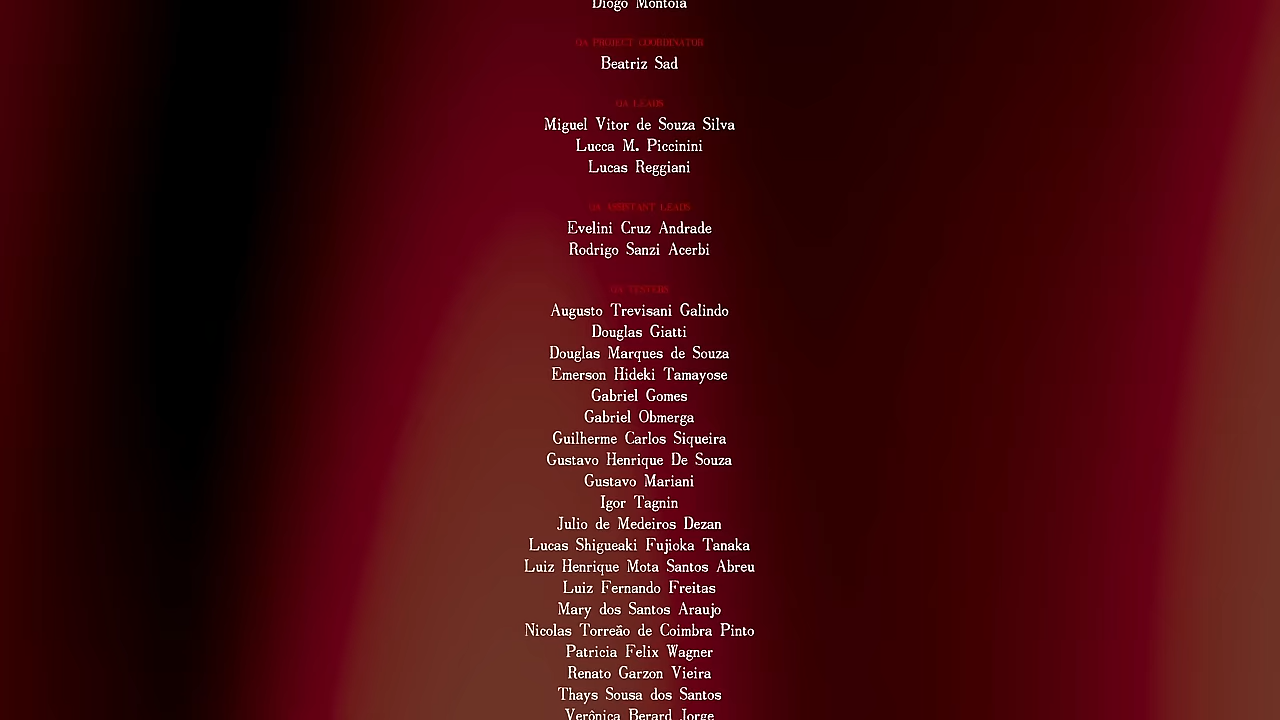 Diogo Montoia
QA PROJECT COORDINATOR
Beatriz Sad
QA LEADS
Miguel Vitor de Souza Silva
Lucca M. Piccinini
Lucas Reggiani
QA ASSISTANT LEADS
Evelini Cruz Andrade
Rodrigo Sanzi Acerbi
QA TESTERS
Augusto Trevisani Galindo
Douglas Giatti
Douglas Marques de Souza
Emerson Hideki Tamayose
Gabriel Gomes
Gabriel Obmerga
Guilherme Carlos Siqueira
Gustavo Henrique De Souza
Gustavo Mariani
Igor Tagnin
Julio de Medeiros Dezan
Lucas Shigueaki Fujioka Tanaka
Luiz Henrique Mota Santos Abreu
Luiz Fernando Freitas
Mary dos Santos Araujo
Nicolas Torreão de Coimbra Pinto
Patricia Felix Wagner
Renato Garzon Vieira
Thays Sousa dos Santos
Verônica Berard Jorge